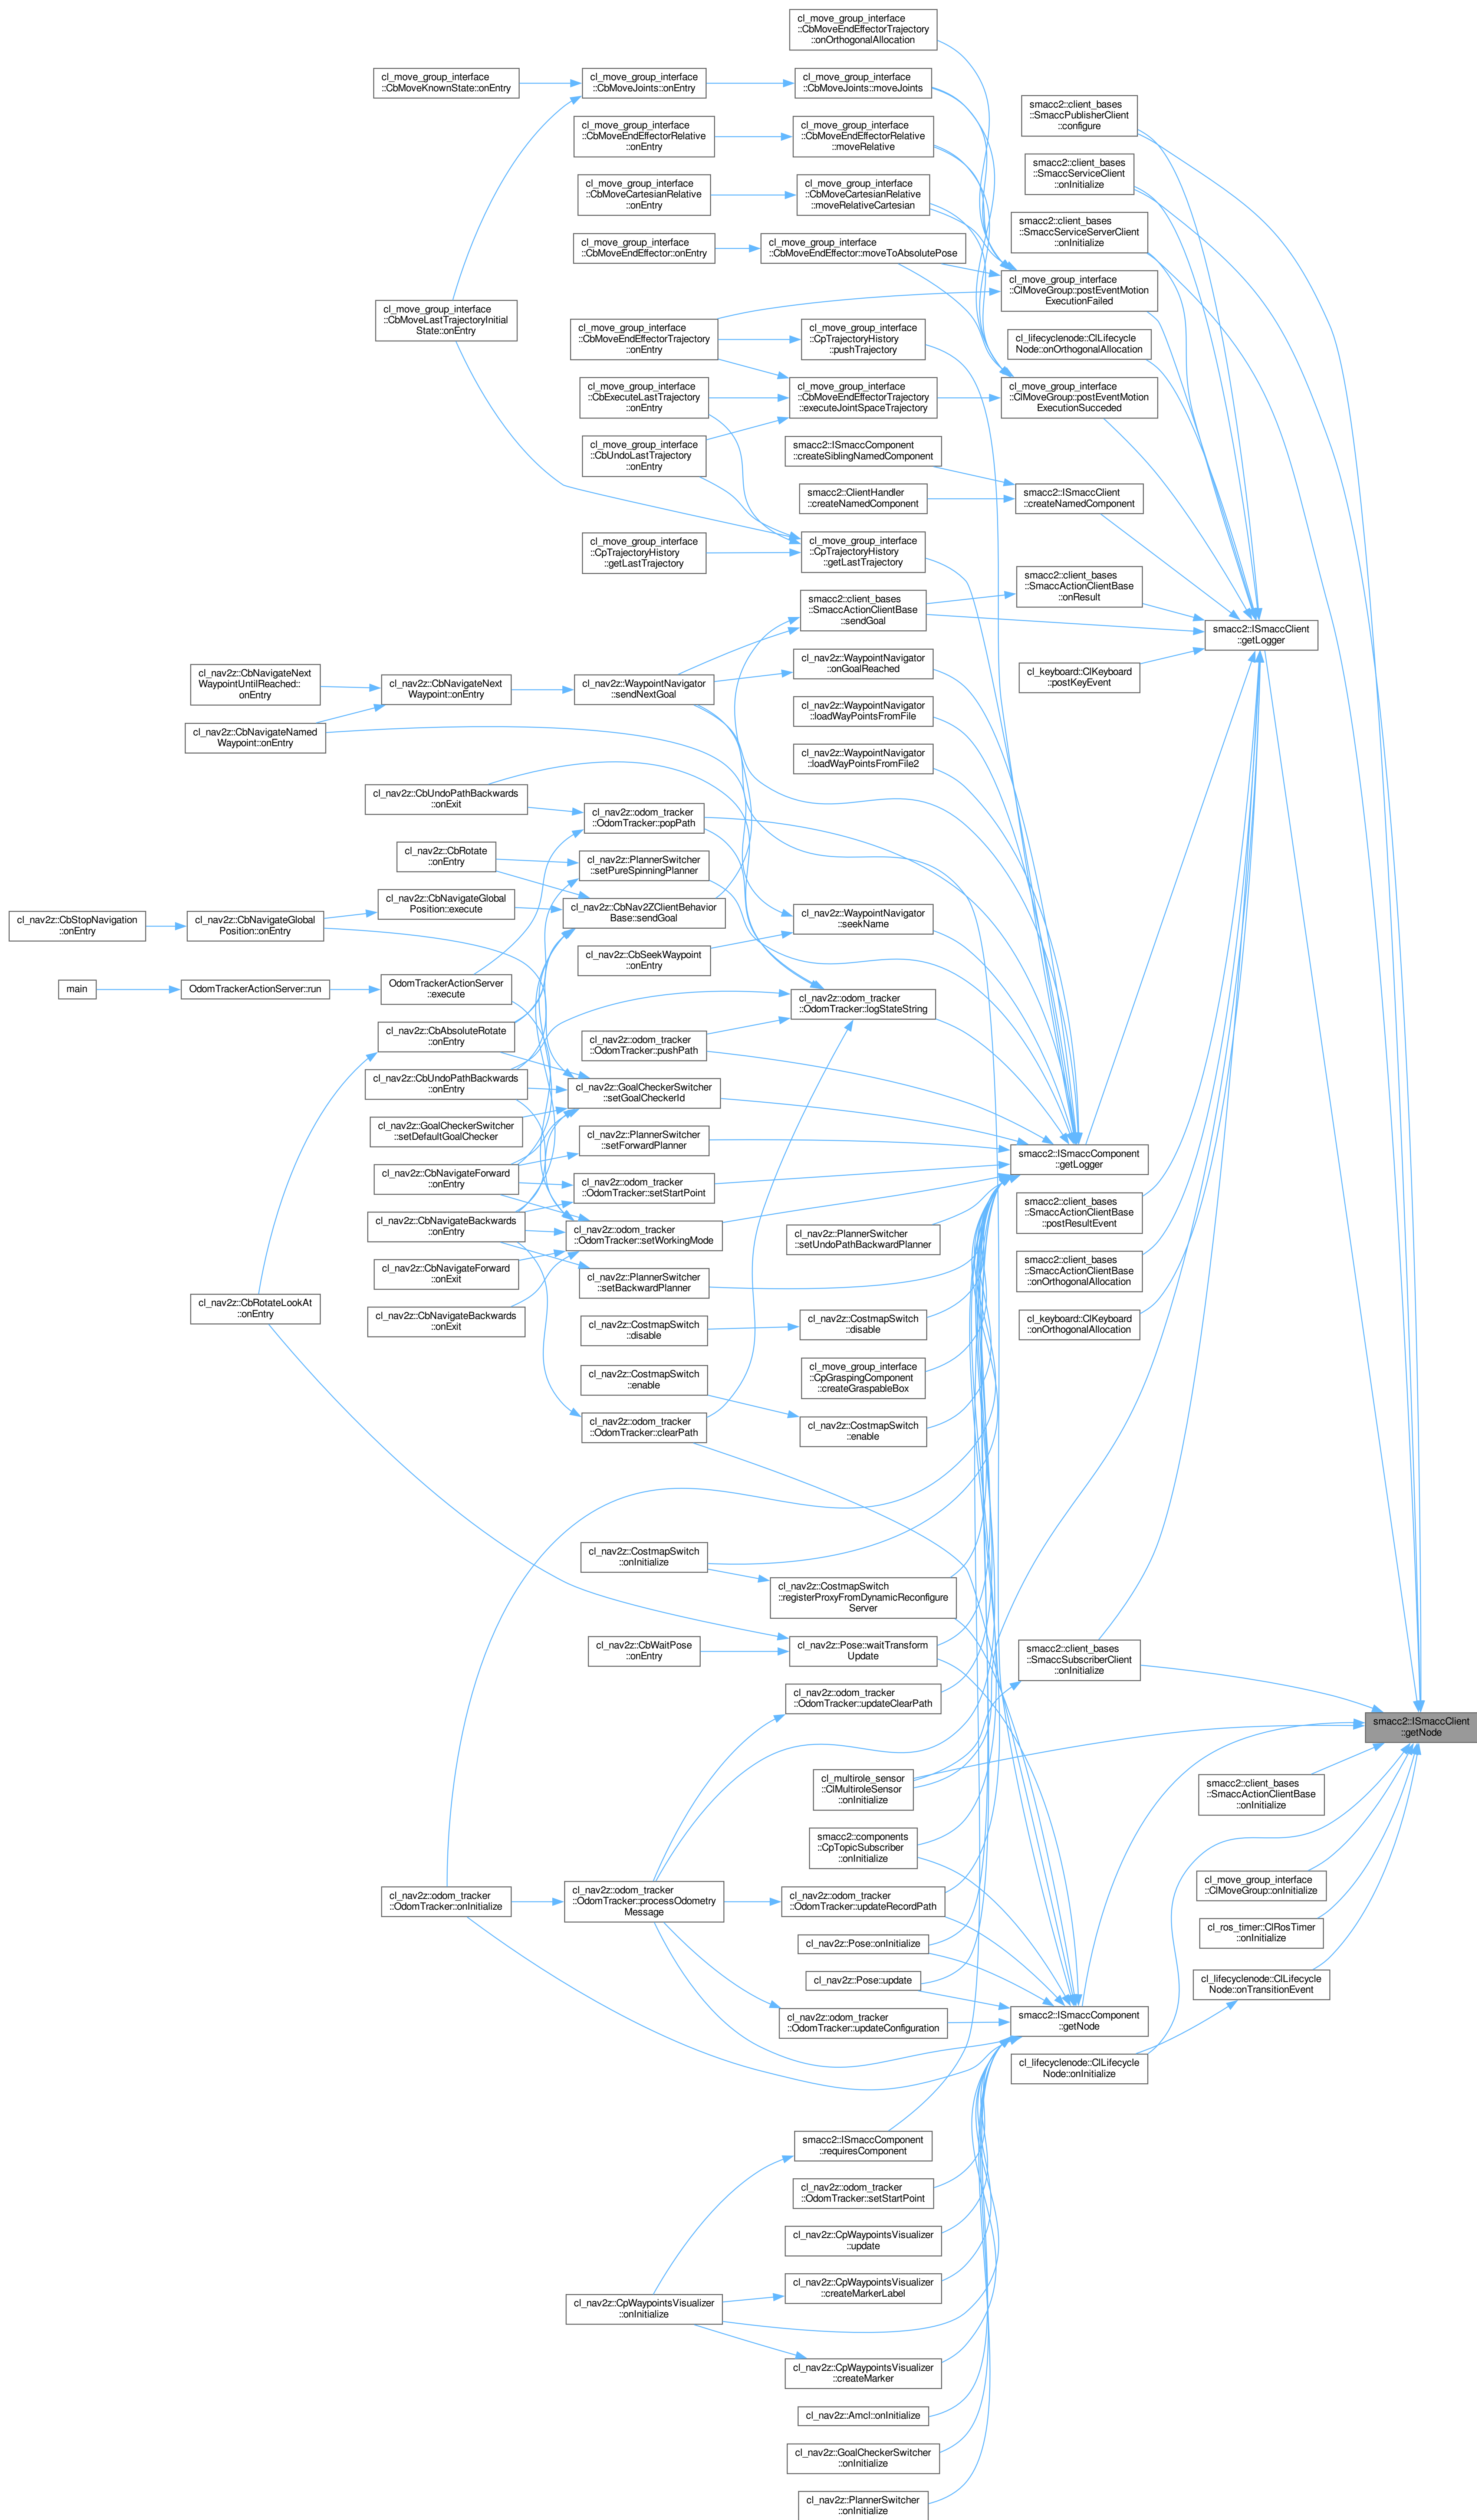 cl_move_group_interface
::CbMoveEndEffectorTrajectory
::onOrthogonalAllocation
cl_move_group_interface
::CbMoveKnownState::onEntry
cl_move_group_interface
::CbMoveJoints::onEntry
cl_move_group_interface
::CbMoveJoints::moveJoints
smacc2::client_bases
::SmaccPublisherClient
::configure
cl_move_group_interface
::CbMoveEndEffectorRelative
::onEntry
cl_move_group_interface
::CbMoveEndEffectorRelative
::moveRelative
smacc2::client_bases
::SmaccServiceClient
::onInitialize
cl_move_group_interface
::CbMoveCartesianRelative
::onEntry
cl_move_group_interface
::CbMoveCartesianRelative
::moveRelativeCartesian
smacc2::client_bases
::SmaccServiceServerClient
::onInitialize
cl_move_group_interface
::CbMoveEndEffector::onEntry
cl_move_group_interface
::CbMoveEndEffector::moveToAbsolutePose
cl_move_group_interface
::ClMoveGroup::postEventMotion
ExecutionFailed
cl_move_group_interface
::CbMoveLastTrajectoryInitial
State::onEntry
cl_move_group_interface
::CbMoveEndEffectorTrajectory
::onEntry
cl_move_group_interface
::CpTrajectoryHistory
::pushTrajectory
cl_lifecyclenode::ClLifecycle
Node::onOrthogonalAllocation
cl_move_group_interface
::CbExecuteLastTrajectory
::onEntry
cl_move_group_interface
::CbMoveEndEffectorTrajectory
::executeJointSpaceTrajectory
cl_move_group_interface
::ClMoveGroup::postEventMotion
ExecutionSucceded
cl_move_group_interface
::CbUndoLastTrajectory
::onEntry
smacc2::ISmaccComponent
::createSiblingNamedComponent
smacc2::ClientHandler
::createNamedComponent
smacc2::ISmaccClient
::createNamedComponent
cl_move_group_interface
::CpTrajectoryHistory
::getLastTrajectory
cl_move_group_interface
::CpTrajectoryHistory
::getLastTrajectory
smacc2::client_bases
::SmaccActionClientBase
::onResult
smacc2::client_bases
::SmaccActionClientBase
::sendGoal
smacc2::ISmaccClient
::getLogger
cl_nav2z::WaypointNavigator
::onGoalReached
cl_keyboard::ClKeyboard
::postKeyEvent
cl_nav2z::CbNavigateNext
WaypointUntilReached::
onEntry
cl_nav2z::CbNavigateNext
Waypoint::onEntry
cl_nav2z::WaypointNavigator
::sendNextGoal
cl_nav2z::WaypointNavigator
::loadWayPointsFromFile
cl_nav2z::CbNavigateNamed
Waypoint::onEntry
cl_nav2z::WaypointNavigator
::loadWayPointsFromFile2
cl_nav2z::CbUndoPathBackwards
::onExit
cl_nav2z::odom_tracker
::OdomTracker::popPath
cl_nav2z::CbRotate
::onEntry
cl_nav2z::PlannerSwitcher
::setPureSpinningPlanner
cl_nav2z::CbNavigateGlobal
Position::execute
cl_nav2z::CbNav2ZClientBehavior
Base::sendGoal
cl_nav2z::WaypointNavigator
::seekName
cl_nav2z::CbStopNavigation
::onEntry
cl_nav2z::CbNavigateGlobal
Position::onEntry
cl_nav2z::CbSeekWaypoint
::onEntry
main
OdomTrackerActionServer::run
OdomTrackerActionServer
::execute
cl_nav2z::odom_tracker
::OdomTracker::logStateString
cl_nav2z::CbAbsoluteRotate
::onEntry
cl_nav2z::odom_tracker
::OdomTracker::pushPath
cl_nav2z::CbUndoPathBackwards
::onEntry
cl_nav2z::GoalCheckerSwitcher
::setGoalCheckerId
cl_nav2z::GoalCheckerSwitcher
::setDefaultGoalChecker
cl_nav2z::PlannerSwitcher
::setForwardPlanner
smacc2::ISmaccComponent
::getLogger
cl_nav2z::CbNavigateForward
::onEntry
cl_nav2z::odom_tracker
::OdomTracker::setStartPoint
smacc2::client_bases
::SmaccActionClientBase
::postResultEvent
cl_nav2z::CbNavigateBackwards
::onEntry
cl_nav2z::odom_tracker
::OdomTracker::setWorkingMode
cl_nav2z::PlannerSwitcher
::setUndoPathBackwardPlanner
cl_nav2z::CbNavigateForward
::onExit
cl_nav2z::PlannerSwitcher
::setBackwardPlanner
smacc2::client_bases
::SmaccActionClientBase
::onOrthogonalAllocation
cl_nav2z::CbRotateLookAt
::onEntry
cl_nav2z::CbNavigateBackwards
::onExit
cl_nav2z::CostmapSwitch
::disable
cl_nav2z::CostmapSwitch
::disable
cl_keyboard::ClKeyboard
::onOrthogonalAllocation
cl_nav2z::CostmapSwitch
::enable
cl_move_group_interface
::CpGraspingComponent
::createGraspableBox
cl_nav2z::odom_tracker
::OdomTracker::clearPath
cl_nav2z::CostmapSwitch
::enable
cl_nav2z::CostmapSwitch
::onInitialize
cl_nav2z::CostmapSwitch
::registerProxyFromDynamicReconfigure
Server
cl_nav2z::CbWaitPose
::onEntry
cl_nav2z::Pose::waitTransform
Update
smacc2::client_bases
::SmaccSubscriberClient
::onInitialize
cl_nav2z::odom_tracker
::OdomTracker::updateClearPath
smacc2::ISmaccClient
::getNode
cl_multirole_sensor
::ClMultiroleSensor
::onInitialize
smacc2::client_bases
::SmaccActionClientBase
::onInitialize
smacc2::components
::CpTopicSubscriber
::onInitialize
cl_nav2z::odom_tracker
::OdomTracker::onInitialize
cl_nav2z::odom_tracker
::OdomTracker::processOdometry
Message
cl_nav2z::odom_tracker
::OdomTracker::updateRecordPath
cl_move_group_interface
::ClMoveGroup::onInitialize
cl_nav2z::Pose::onInitialize
cl_ros_timer::ClRosTimer
::onInitialize
cl_nav2z::Pose::update
cl_lifecyclenode::ClLifecycle
Node::onTransitionEvent
cl_nav2z::odom_tracker
::OdomTracker::updateConfiguration
smacc2::ISmaccComponent
::getNode
cl_lifecyclenode::ClLifecycle
Node::onInitialize
smacc2::ISmaccComponent
::requiresComponent
cl_nav2z::odom_tracker
::OdomTracker::setStartPoint
cl_nav2z::CpWaypointsVisualizer
::update
cl_nav2z::CpWaypointsVisualizer
::onInitialize
cl_nav2z::CpWaypointsVisualizer
::createMarkerLabel
cl_nav2z::CpWaypointsVisualizer
::createMarker
cl_nav2z::Amcl::onInitialize
cl_nav2z::GoalCheckerSwitcher
::onInitialize
cl_nav2z::PlannerSwitcher
::onInitialize